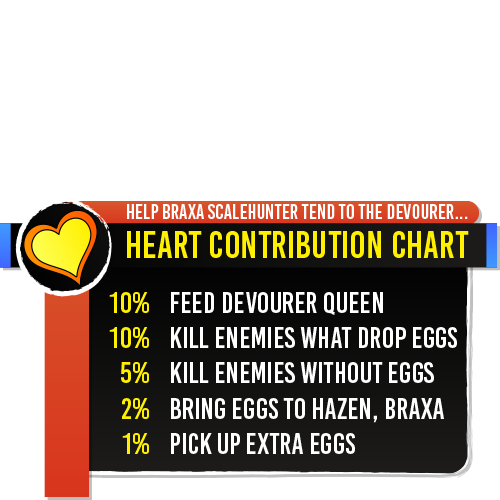 HELP BRAXA SCALEHUNTER TEND TO THE DEVOURER...
HEART CONTRIBUTION CHART
10% FEED DEVOURER QUEEN
10% KILL ENEMIES WHAT DROP EGGS
5% KILL ENEMIES WITHOUT EGGS
2% BRING EGGS TO HAZEN, BRAXA
1% PICK UP EXTRA EGGS